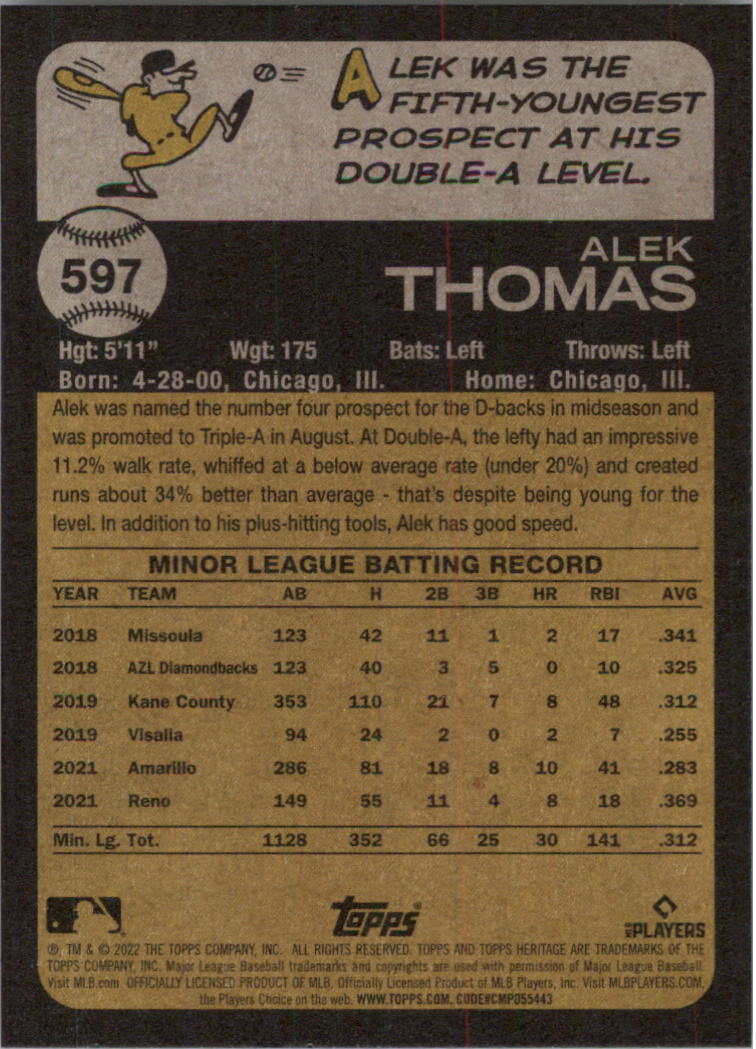 ALEK WAS THE
FIFTH-YOUNGEST
PROSPECT AT HIS
DOUBLE-A LEVEL.
597
ALEK
THOMAS
Hgt: 5'11" Wgt: 175 Bats: Left Throws: Left
Born: 4-28-00, Chicago, Ill. Home: Chicago, Ill.
Alek was named the number four prospect for the D-backs in midseason and
was promoted to Triple-A in August. At Double-A, the lefty had an impressive
11.2% walk rate, whiffed at a below average rate (under 20%) and created
runs about 34% better than average - that's despite being young for the
level. In addition to his plus-hitting tools, Alek has good speed.
MINOR LEAGUE BATTING RECORD
YEAR TEAM AB H 2B 3B HR RBI AVG
2018 Missoula 123 42 11 1 2 17 .341
2018 AZL Diamondbacks 123 40 3 5 0 10 .325
2019 Kane County 353 110 21 7 8 48 .312
2019 Visalia 94 24 2 0 2 7 .255
2021 Amarillo 286 81 18 8 10 41 .283
2021 Reno 149 55 11 4 8 18 .369
Min. Lg. Tot. 1128 352 66 25 30 141 .312
Topps
MLB PLAYERS
®, TM & © 2022 THE TOPPS COMPANY, INC. ALL RIGHTS RESERVED. TOPPS AND TOPPS HERITAGE ARE TRADEMARKS OF THE
TOPPS COMPANY, INC. Major League Baseball trademarks and copyrights are used with permission of Major League Baseball.
Visit MLB.com. OFFICIALLY LICENSED PRODUCT OF MLB. Officially Licensed Product of MLB Players, Inc. Visit MLBPLAYERS.COM,
the Players Choice on the web. WWW.TOPPS.COM. CODE#CMP055443